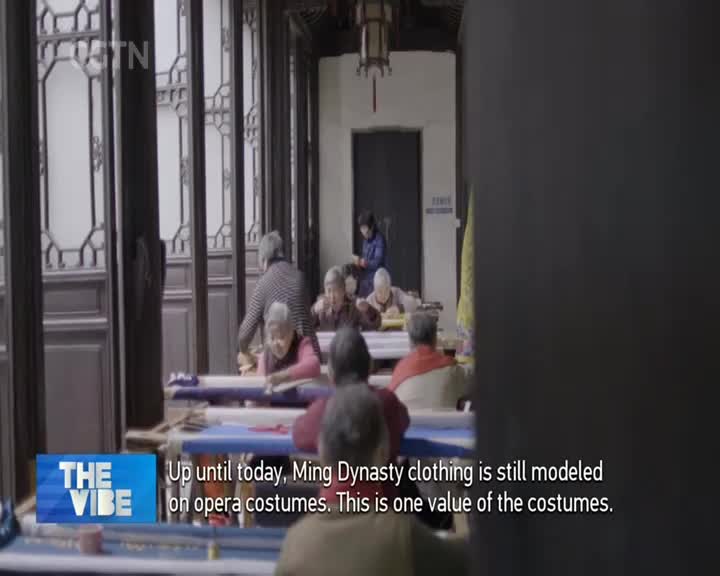 CGTN
THE
VIBE
Up until today, Ming Dynasty clothing is still modeled
on opera costumes. This is one value of the costumes.